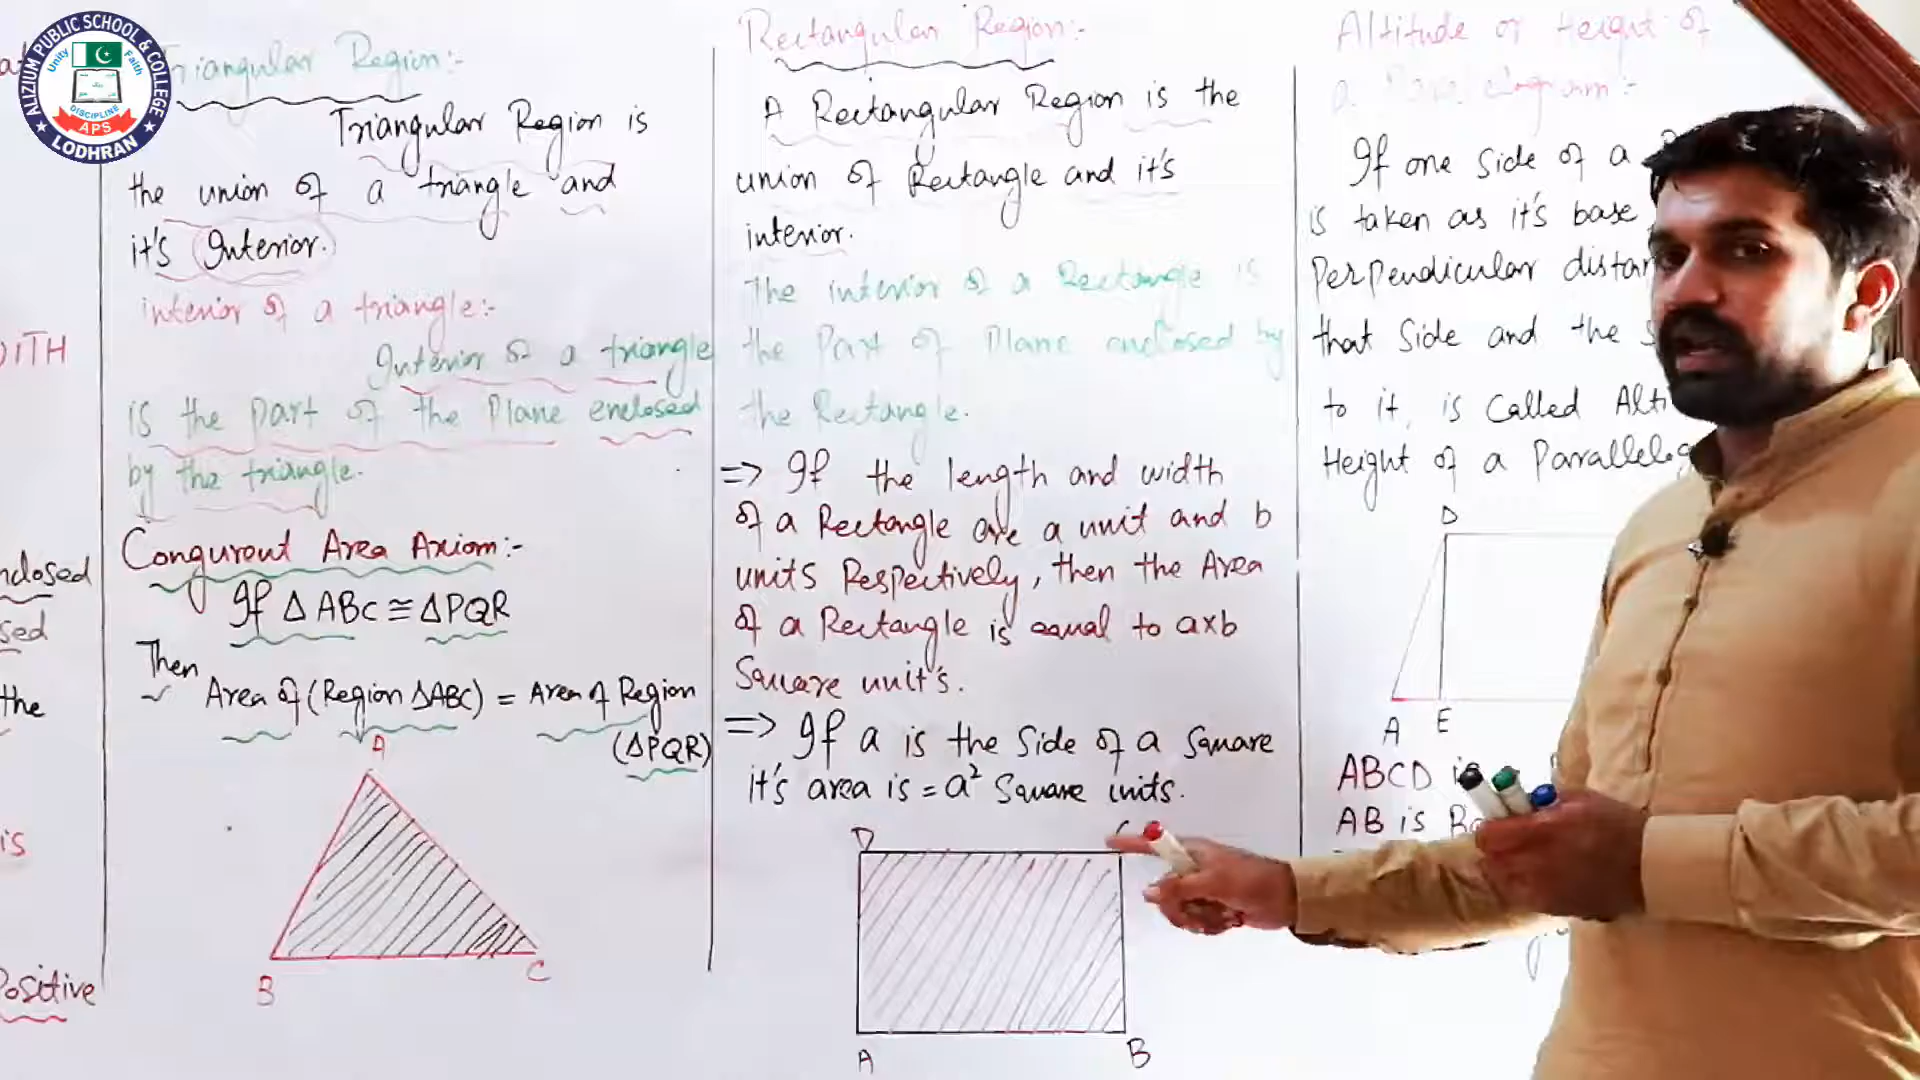 ALIZIUM PUBLIC SCHOOL & COLLEGE
Unity
Faith
DISCIPLINE
APS
LODHRAN
DITH
nclosed
sed
the
is
Positive
Triangular Region:-
Triangular Region is
the union of a triangle and
it's Interior.
interior of a triangle:-
Interior of a triangle
is the Part of the Plane enclosed
by the triangle.
Congurout Area Axiom:-
If △ ABC ≅ △PQR
Then
Area of (Region △ABC) = Area of Region
(△PQR)
A
B
C
Rectangular Region:-
A Rectangular Region is the
union of Rectangle and it's
interior.
The interior of a Rectangle is
the Part of Plane enclosed by
the Rectangle.
=> If the length and width
of a Rectangle are a unit and b
units Respectively, then the Area
of a Rectangle is equal to axb
Square unit's.
=> If a is the Side of a Square
it's area is = a² Square units.
D
A
B
Altitude or Height of
a
If one Side of a
is taken as it's base
Perpendicular distan
that Side and the s
to it, is Called Alti
Height of a Parralelog
D
A E
ABCD is
AB is Ba